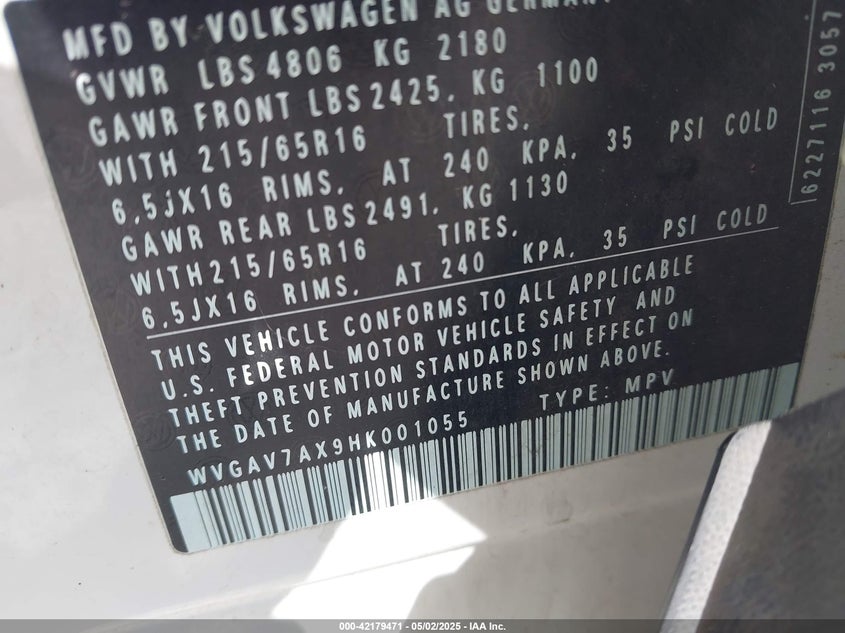 MFD BY VOLKSWAGEN AG GERMANY
GVWR LBS 4806 KG 2180
GAWR FRONT LBS 2425. KG 1100
WITH 215/65R16 TIRES,
6,5JX16 RIMS, AT 240 KPA, 35 PSI COLD
GAWR REAR LBS 2491, KG 1130
WITH 215/65R16 TIRES,
6,5JX16 RIMS, AT 240 KPA, 35 PSI COLD
THIS VEHICLE CONFORMS TO ALL APPLICABLE
U.S. FEDERAL MOTOR VEHICLE SAFETY AND
THEFT PREVENTION STANDARDS IN EFFECT ON
THE DATE OF MANUFACTURE SHOWN ABOVE.
WVGAV7AX9HK001055 TYPE: MPV
6227116 3057
000-42179471 - 05/02/2025 - IAA Inc.